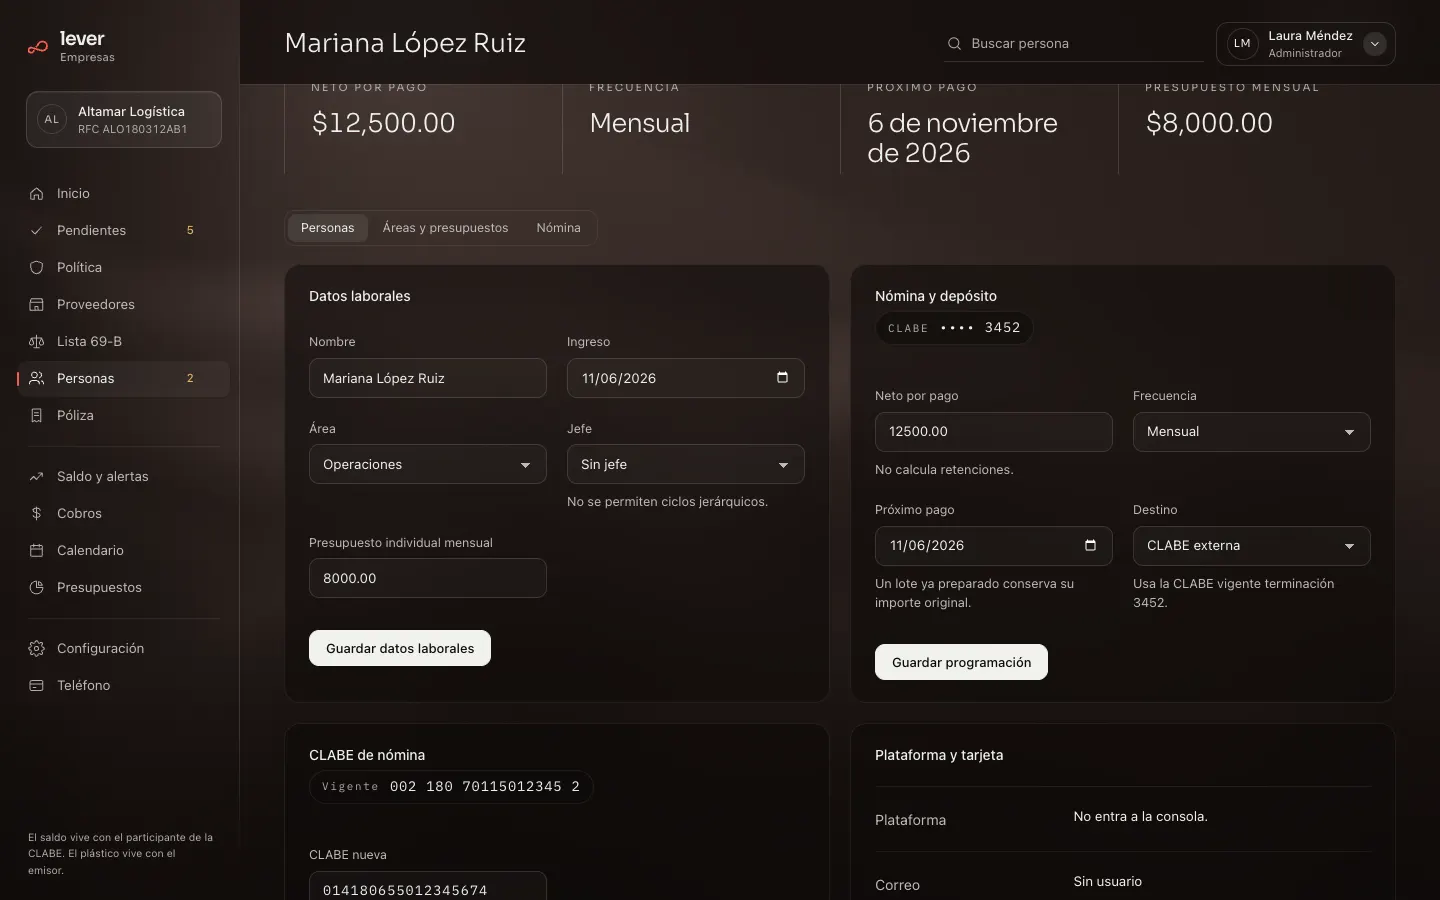 lever
Empresas
AL
Altamar Logística
RFC ALO180312AB1
Inicio
Pendientes 5
Política
Proveedores
Lista 69-B
Personas 2
Póliza
Saldo y alertas
Cobros
Calendario
Presupuestos
Configuración
Teléfono
El saldo vive con el participante de la
CLABE. El plástico vive con el
emisor.
Mariana López Ruiz
Buscar persona
LM
Laura Méndez
Administrador
NETO POR PAGO
$12,500.00
FRECUENCIA
Mensual
PRÓXIMO PAGO
6 de noviembre
de 2026
PRESUPUESTO MENSUAL
$8,000.00
Personas
Áreas y presupuestos
Nómina
Datos laborales
Nombre
Mariana López Ruiz
Ingreso
11/06/2026
Área
Operaciones
Jefe
Sin jefe
No se permiten ciclos jerárquicos.
Presupuesto individual mensual
8000.00
Guardar datos laborales
Nómina y depósito
CLABE •••• 3452
Neto por pago
12500.00
No calcula retenciones.
Frecuencia
Mensual
Próximo pago
11/06/2026
Un lote ya preparado conserva su
importe original.
Destino
CLABE externa
Usa la CLABE vigente terminación
3452.
Guardar programación
CLABE de nómina
Vigente 002 180 70115012345 2
CLABE nueva
014180655012345674
Plataforma y tarjeta
Plataforma
No entra a la consola.
Correo
Sin usuario